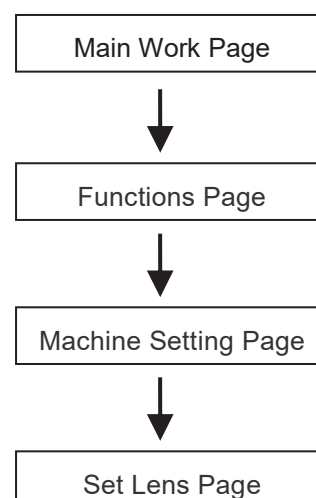 Main Work Page
Functions Page
Machine Setting Page
Set Lens Page